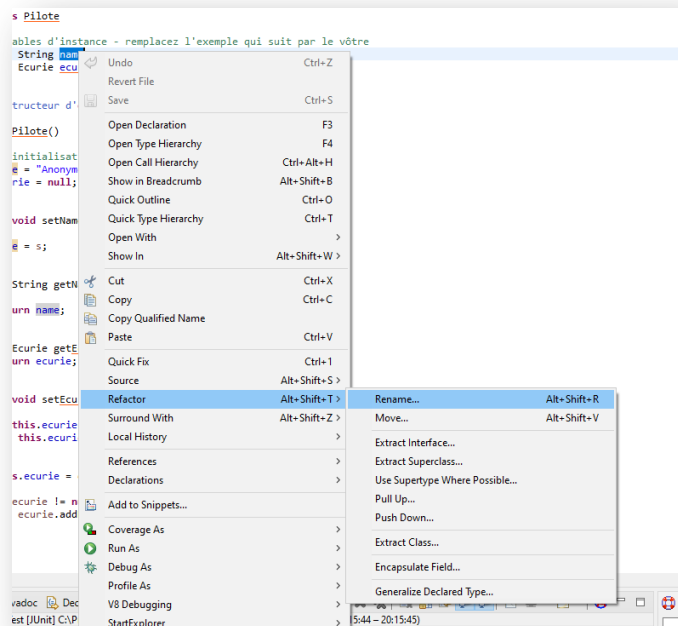 s Pilote
ables d'instance - remplacez l'exemple qui suit par le vôtre
String nam
Ecurie ecu
tructeur d'
Pilote()
initialisat
e = "Anonym
rie = null;
void setNam
e = s;
String getN
urn name;
Ecurie getE
urn ecurie;
void setEcu
this.ecurie
this.ecuri
s.ecurie =
ecurie != n
ecurie.add
Undo Ctrl+Z
Revert File
Save Ctrl+S
Open Declaration F3
Open Type Hierarchy F4
Open Call Hierarchy Ctrl+Alt+H
Show in Breadcrumb Alt+Shift+B
Quick Outline Ctrl+O
Quick Type Hierarchy Ctrl+T
Open With >
Show In Alt+Shift+W >
Cut Ctrl+X
Copy Ctrl+C
Copy Qualified Name
Paste Ctrl+V
Quick Fix Ctrl+1
Source Alt+Shift+S >
Refactor Alt+Shift+T >
Surround With Alt+Shift+Z >
Local History >
References >
Declarations >
Add to Snippets...
Coverage As >
Run As >
Debug As >
Profile As >
V8 Debugging >
StartExplorer
Rename... Alt+Shift+R
Move... Alt+Shift+V
Extract Interface...
Extract Superclass...
Use Supertype Where Possible...
Pull Up...
Push Down...
Extract Class...
Encapsulate Field...
Generalize Declared Type...
vadoc Dec
est [JUnit] C:\P
5:44 – 20:15:45)